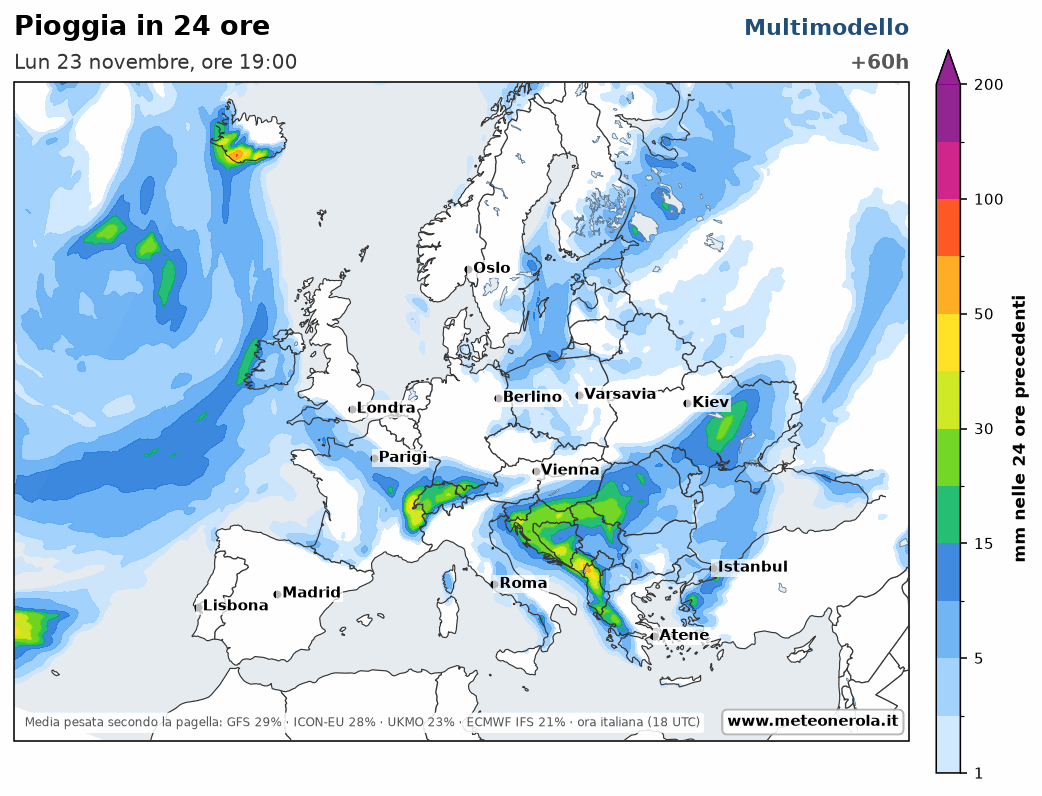 Pioggia in 24 ore
Multimodello
Lun 23 novembre, ore 19:00
+60h
200
100
50
30
15
5
1
mm nelle 24 ore precedenti
Oslo
Berlino
Varsavia
Kiev
Londra
Parigi
Vienna
Istanbul
Roma
Madrid
Lisbona
Atene
Media pesata secondo la pagella: GFS 29% · ICON-EU 28% · UKMO 23% · ECMWF IFS 21% · ora italiana (18 UTC)
www.meteonerola.it